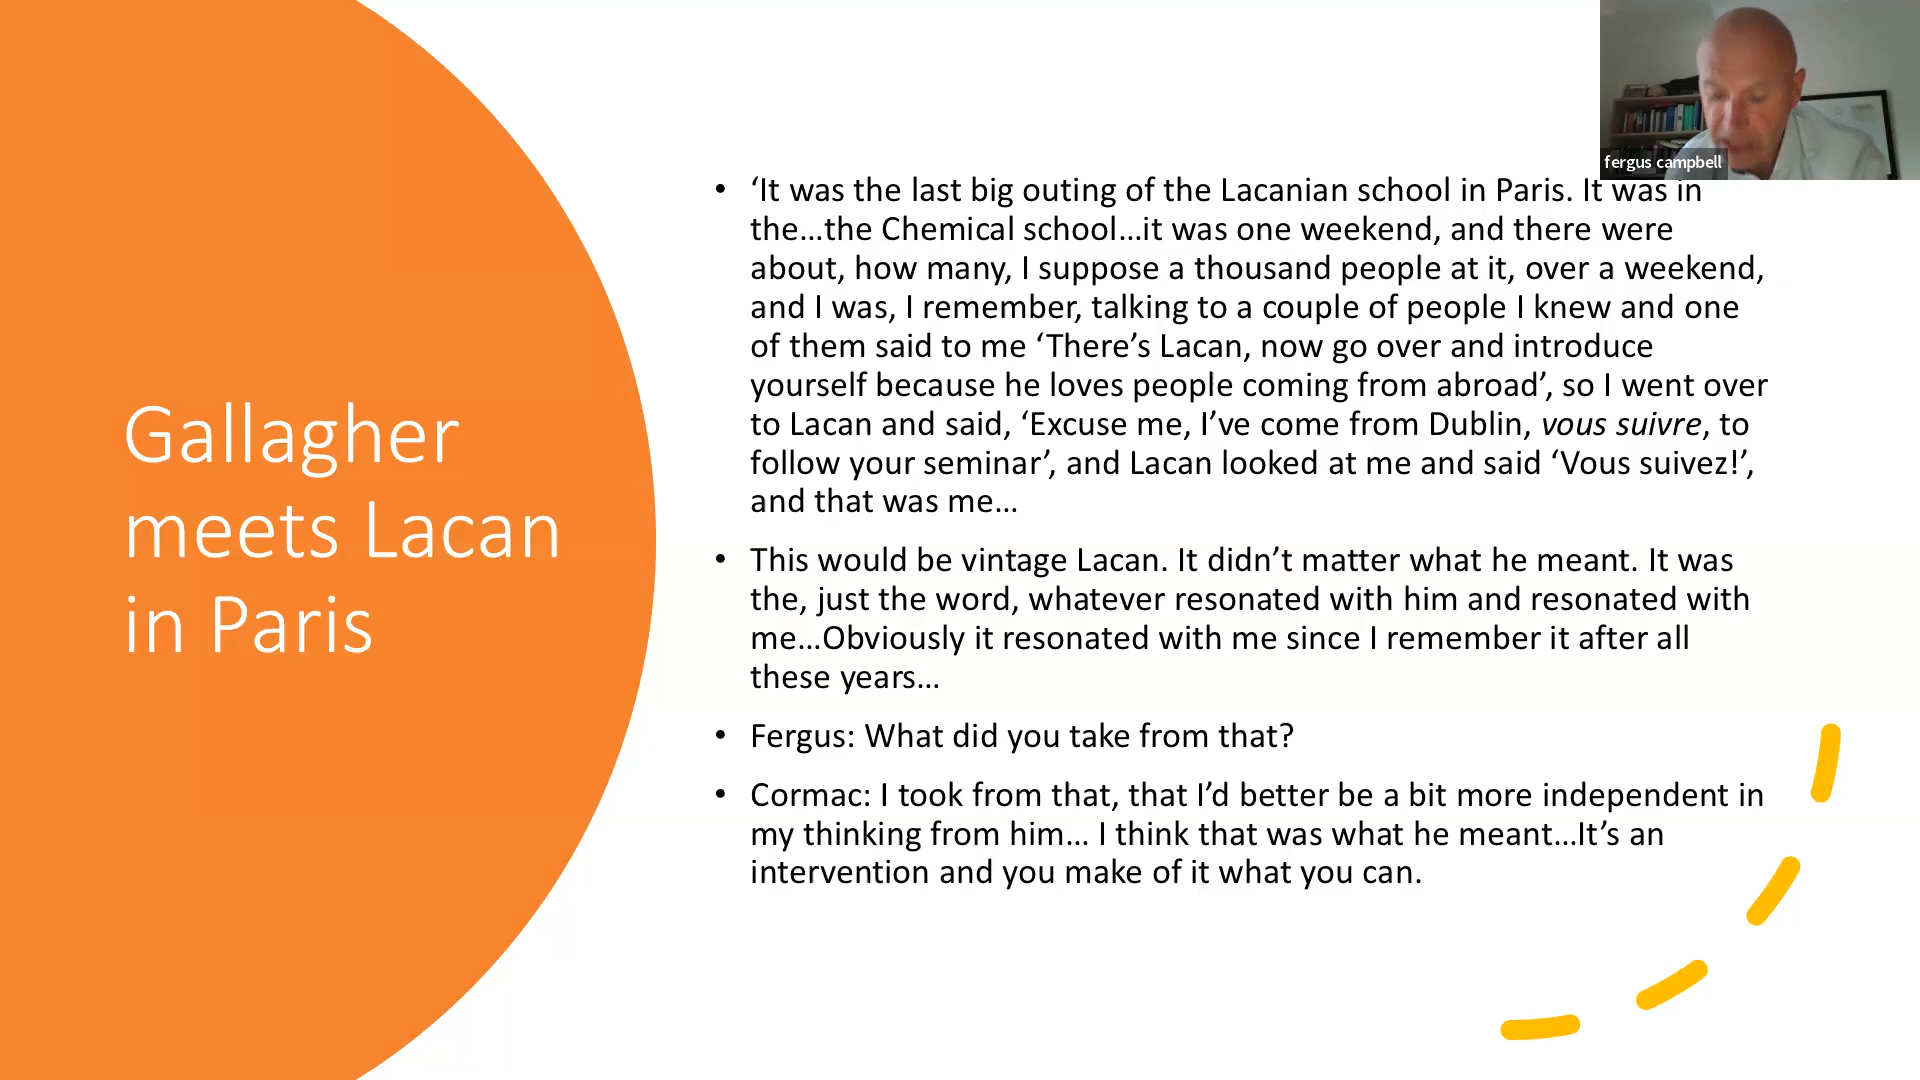 Gallagher
meets Lacan
in Paris
fergus campbell
• ‘It was the last big outing of the Lacanian school in Paris. It was in
the…the Chemical school…it was one weekend, and there were
about, how many, I suppose a thousand people at it, over a weekend,
and I was, I remember, talking to a couple of people I knew and one
of them said to me ‘There’s Lacan, now go over and introduce
yourself because he loves people coming from abroad’, so I went over
to Lacan and said, ‘Excuse me, I’ve come from Dublin, vous suivre, to
follow your seminar’, and Lacan looked at me and said ‘Vous suivez!’,
and that was me…
• This would be vintage Lacan. It didn’t matter what he meant. It was
the, just the word, whatever resonated with him and resonated with
me…Obviously it resonated with me since I remember it after all
these years…
• Fergus: What did you take from that?
• Cormac: I took from that, that I’d better be a bit more independent in
my thinking from him… I think that was what he meant…It’s an
intervention and you make of it what you can.